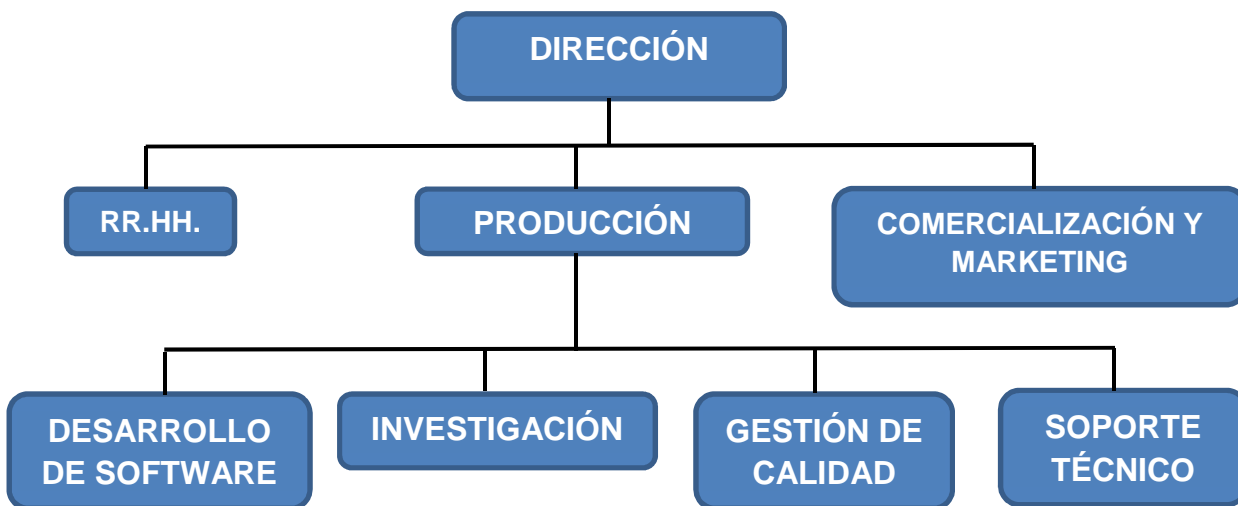 DIRECCIÓN
RR.HH.
PRODUCCIÓN
COMERCIALIZACIÓN Y
MARKETING
DESARROLLO
DE SOFTWARE
INVESTIGACIÓN
GESTIÓN DE
CALIDAD
SOPORTE
TÉCNICO